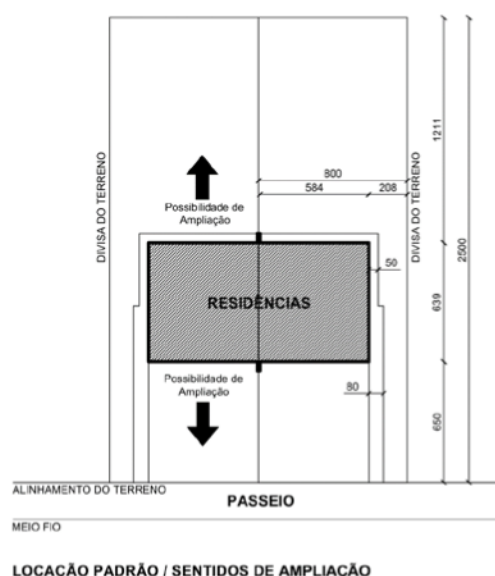 800
584 208
1211
DIVISA DO TERRENO
DIVISA DO TERRENO
Possibilidade de
Ampliação
50
2500
RESIDÊNCIAS
639
Possibilidade de
Ampliação
80
650
ALINHAMENTO DO TERRENO
PASSEIO
MEIO FIO
LOCAÇÃO PADRÃO / SENTIDOS DE AMPLIAÇÃO